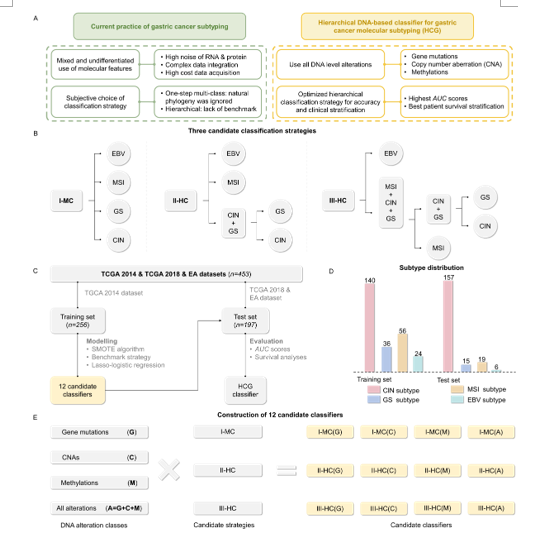 A
Current practice of gastric cancer subtyping
Hierarchical DNA-based classifier for gastric
cancer molecular subtyping (HCG)
Mixed and undifferentiated
use of molecular features
• High noise of RNA & protein
• Complex data integration
• High cost data acquisition
Use all DNA level alterations
• Gene mutations
• Copy number aberration (CNA)
• Methylations
Subjective choice of
classification strategy
• One-step multi-class: natural
phylogeny was ignored
• Hierarchical: lack of benchmark
Optimized hierarchical
classification strategy for accuracy
and clinical stratification
• Highest AUC scores
• Best patient survival stratification
B
Three candidate classification strategies
I-MC
EBV
MSI
GS
CIN
II-HC
EBV
MSI
CIN
+
GS
GS
CIN
III-HC
EBV
MSI
+
CIN
+
GS
CIN
+
GS
MSI
GS
CIN
C
TCGA 2014 & TCGA 2018 & EA datasets (n=453)
TGCA 2014 dataset
TCGA 2018 &
EA dataset
Training set
(n=256)
Test set
(n=197)
Modelling
• SMOTE algorithm
• Benchmark strategy
• Lasso-logistic regression
Evaluation
• AUC scores
• Survival analyses
12 candidate
classifiers
HCG
classifier
D
Subtype distribution
140
36
56
24
157
15
19
6
Training set
Test set
CIN subtype
MSI subtype
GS subtype
EBV subtype
E
Construction of 12 candidate classifiers
Gene mutations (G)
CNAs (C)
Methylations (M)
All alterations (A=G+C+M)
DNA alteration classes
I-MC
II-HC
III-HC
Candidate strategies
I-MC(G)
I-MC(C)
I-MC(M)
I-MC(A)
II-HC(G)
II-HC(C)
II-HC(M)
II-HC(A)
III-HC(G)
III-HC(C)
III-HC(M)
III-HC(A)
Candidate classifiers